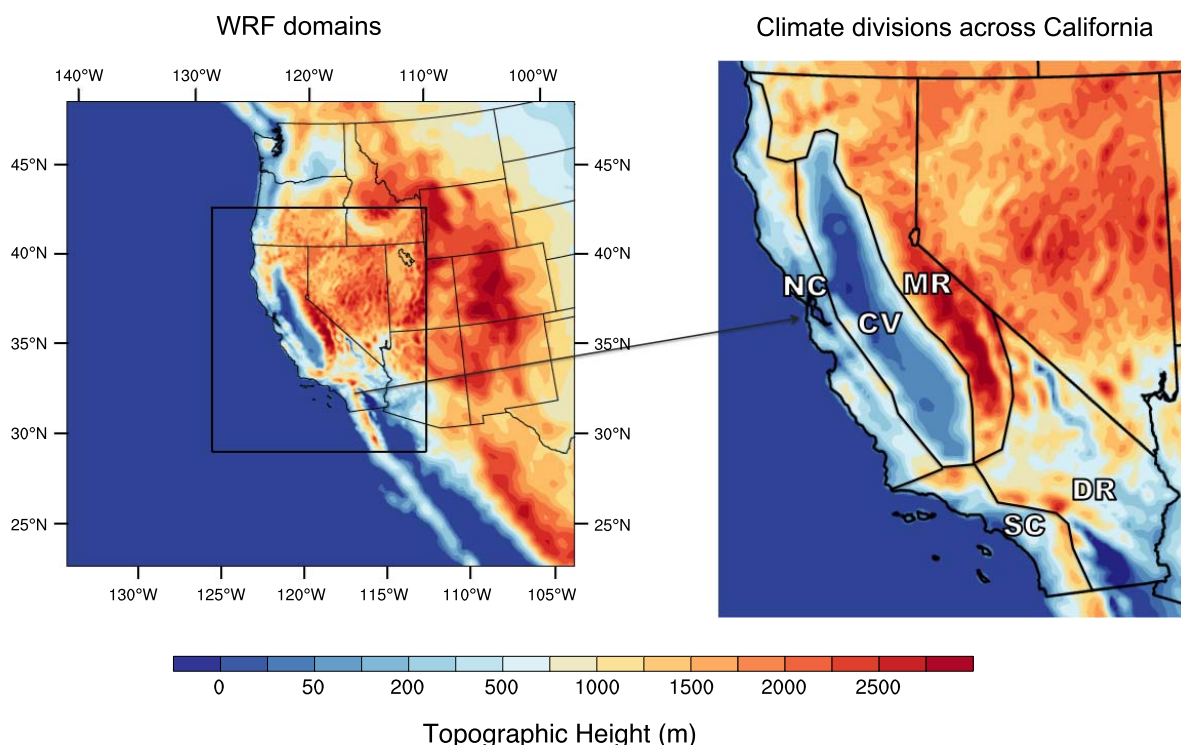 WRF domains
Climate divisions across California
140°W 130°W 120°W 110°W 100°W
45°N 45°N
40°N 40°N
35°N 35°N
30°N 30°N
25°N 25°N
130°W 125°W 120°W 115°W 110°W 105°W
NC
MR
CV
DR
SC
0 50 200 500 1000 1500 2000 2500
Topographic Height (m)